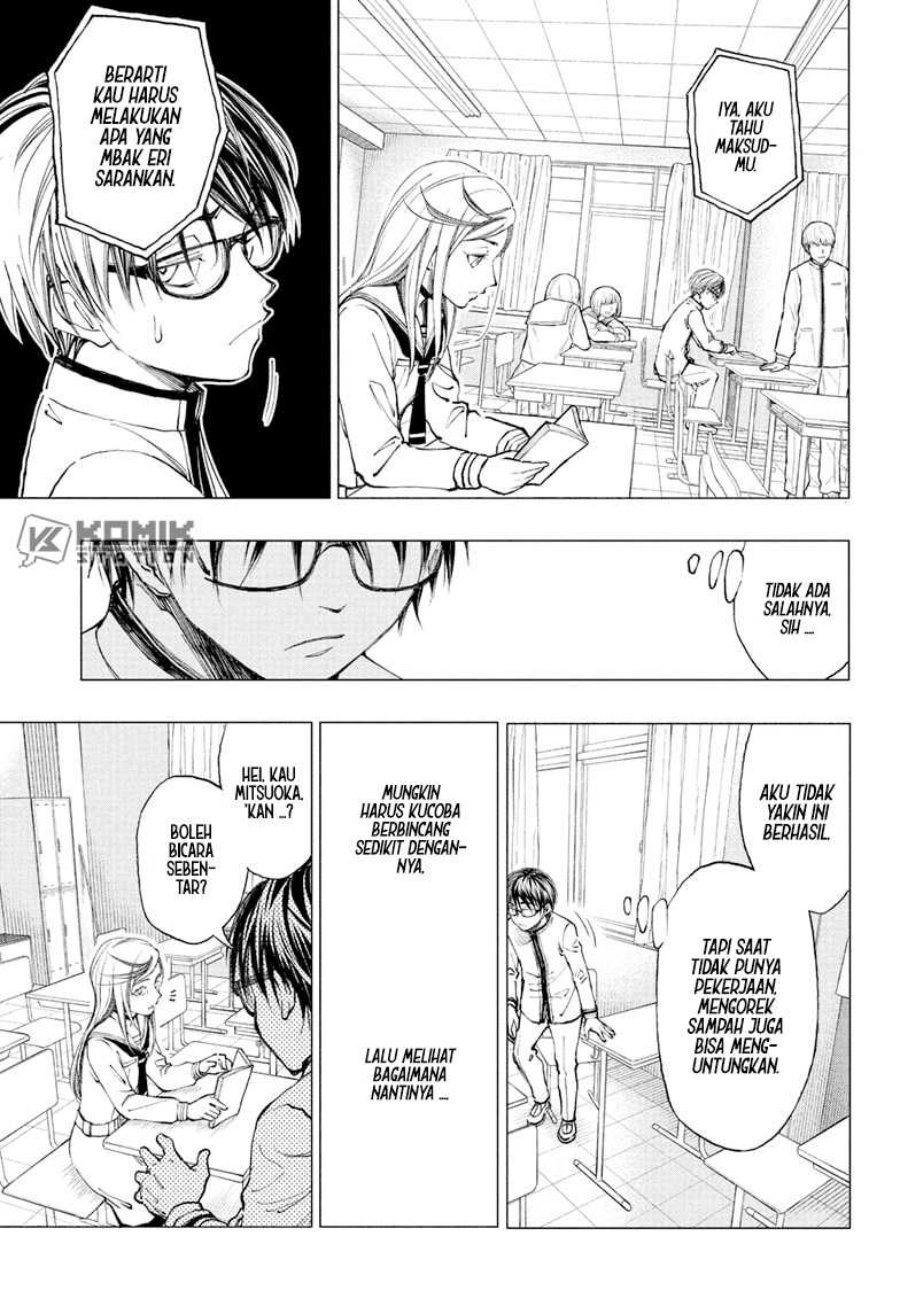 IYA, AKU
TAHU
MAKSUD-
MU.
BERARTI
KAU HARUS
MELAKUKAN
APA YANG
MBAK ERI
SARANKAN.
KOMIK
STATION
TIDAK ADA
SALAHNYA,
SIH ....
AKU TIDAK
YAKIN INI
BERHASIL.
TAPI SAAT
TIDAK PUNYA
PEKERJAAN,
MENGOREK
SAMPAH JUGA
BISA MENG-
UNTUNGKAN.
MUNGKIN
HARUS KUCOBA
BERBINCANG
SEDIKIT DENGAN-
NYA,
LALU MELIHAT
BAGAIMANA
NANTINYA ....
HEI, KAU
MITSUOKA,
'KAN ...?
BOLEH
BICARA
SEBEN-
TAR?